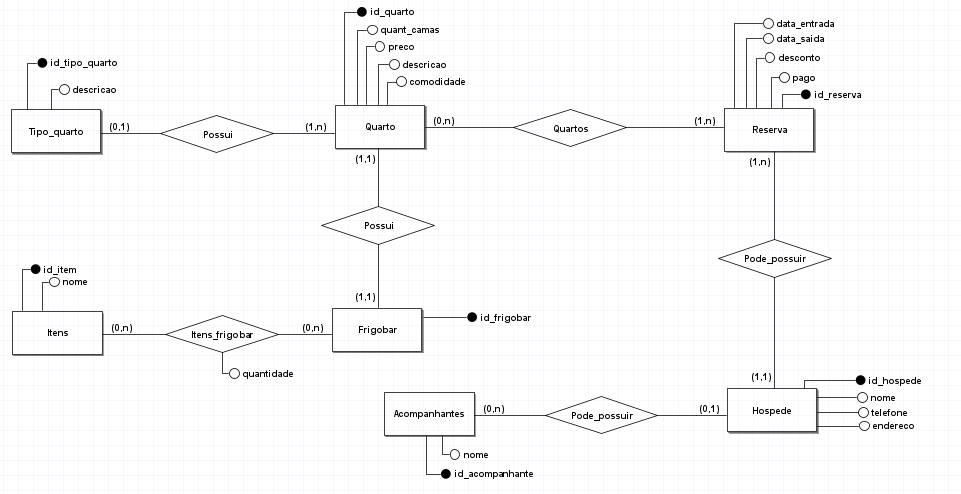 id_quarto
quant_camas
preco
descricao
comodidade
data_entrada
data_saida
desconto
pago
id_reserva
id_tipo_quarto
descricao
Tipo_quarto
(0,1)
Possui
(1,n)
Quarto
(0,n)
Quartos
(1,n)
Reserva
(1,1)
(1,n)
Possui
Pode_possuir
id_item
nome
(1,1)
Itens
(0,n)
Itens_frigobar
(0,n)
Frigobar
id_frigobar
quantidade
(1,1)
id_hospede
nome
telefone
endereco
Acompanhantes
(0,n)
Pode_possuir
(0,1)
Hospede
nome
id_acompanhante